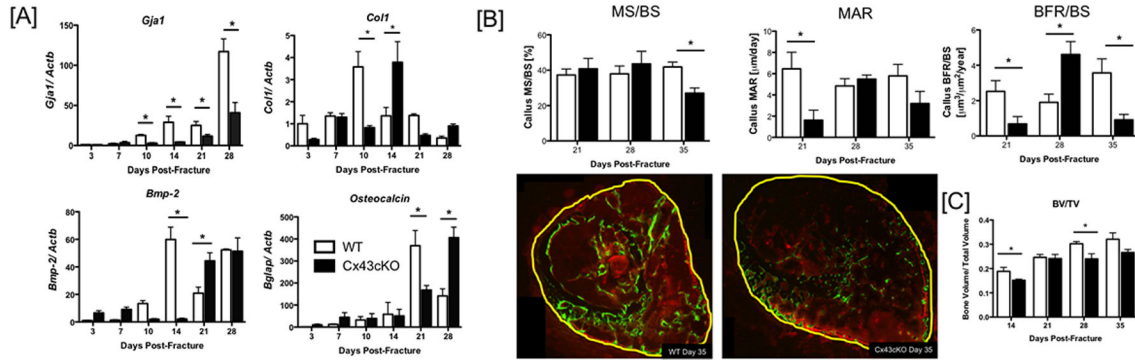 [A]
Gja1
Gja1/ Actb
150
100
50
0
3 7 10 14 21 28
Days Post-Fracture
* * * *
Col1
Col1/ Actb
6
5
4
3
2
1
0
3 7 10 14 21 28
Days Post-Fracture
* *
Bmp-2
Bmp-2/ Actb
80
60
40
20
0
3 7 10 14 21 28
Days Post-Fracture
* *
Osteocalcin
Bglap/ Actb
500
400
300
200
100
0
3 7 10 14 21 28
Days Post-Fracture
* *
WT
Cx43cKO
[B]
MS/BS
Callus MS/BS [%]
60
40
20
0
21 28 35
Days Post-Fracture
*
MAR
Callus MAR [µm/day]
10
8
6
4
2
0
21 28 35
Days Post-Fracture
*
BFR/BS
Callus BFR/BS
[µm³/µm²/year]
6
4
2
0
21 28 35
Days Post-Fracture
* * *
WT Day 35
Cx43cKO Day 35
[C]
BV/TV
Bone Volume/ Total Volume
0.4
0.3
0.2
0.1
0.0
14 21 28 35
Days Post-Fracture
* *